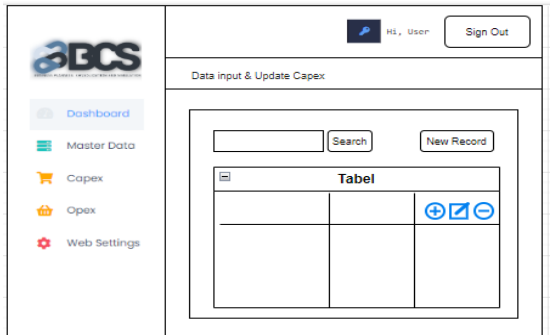 BCS
Hi, User
Sign Out
Data input & Update Capex
Dashboard
Master Data
Capex
Opex
Web Settings
Search
New Record
Tabel